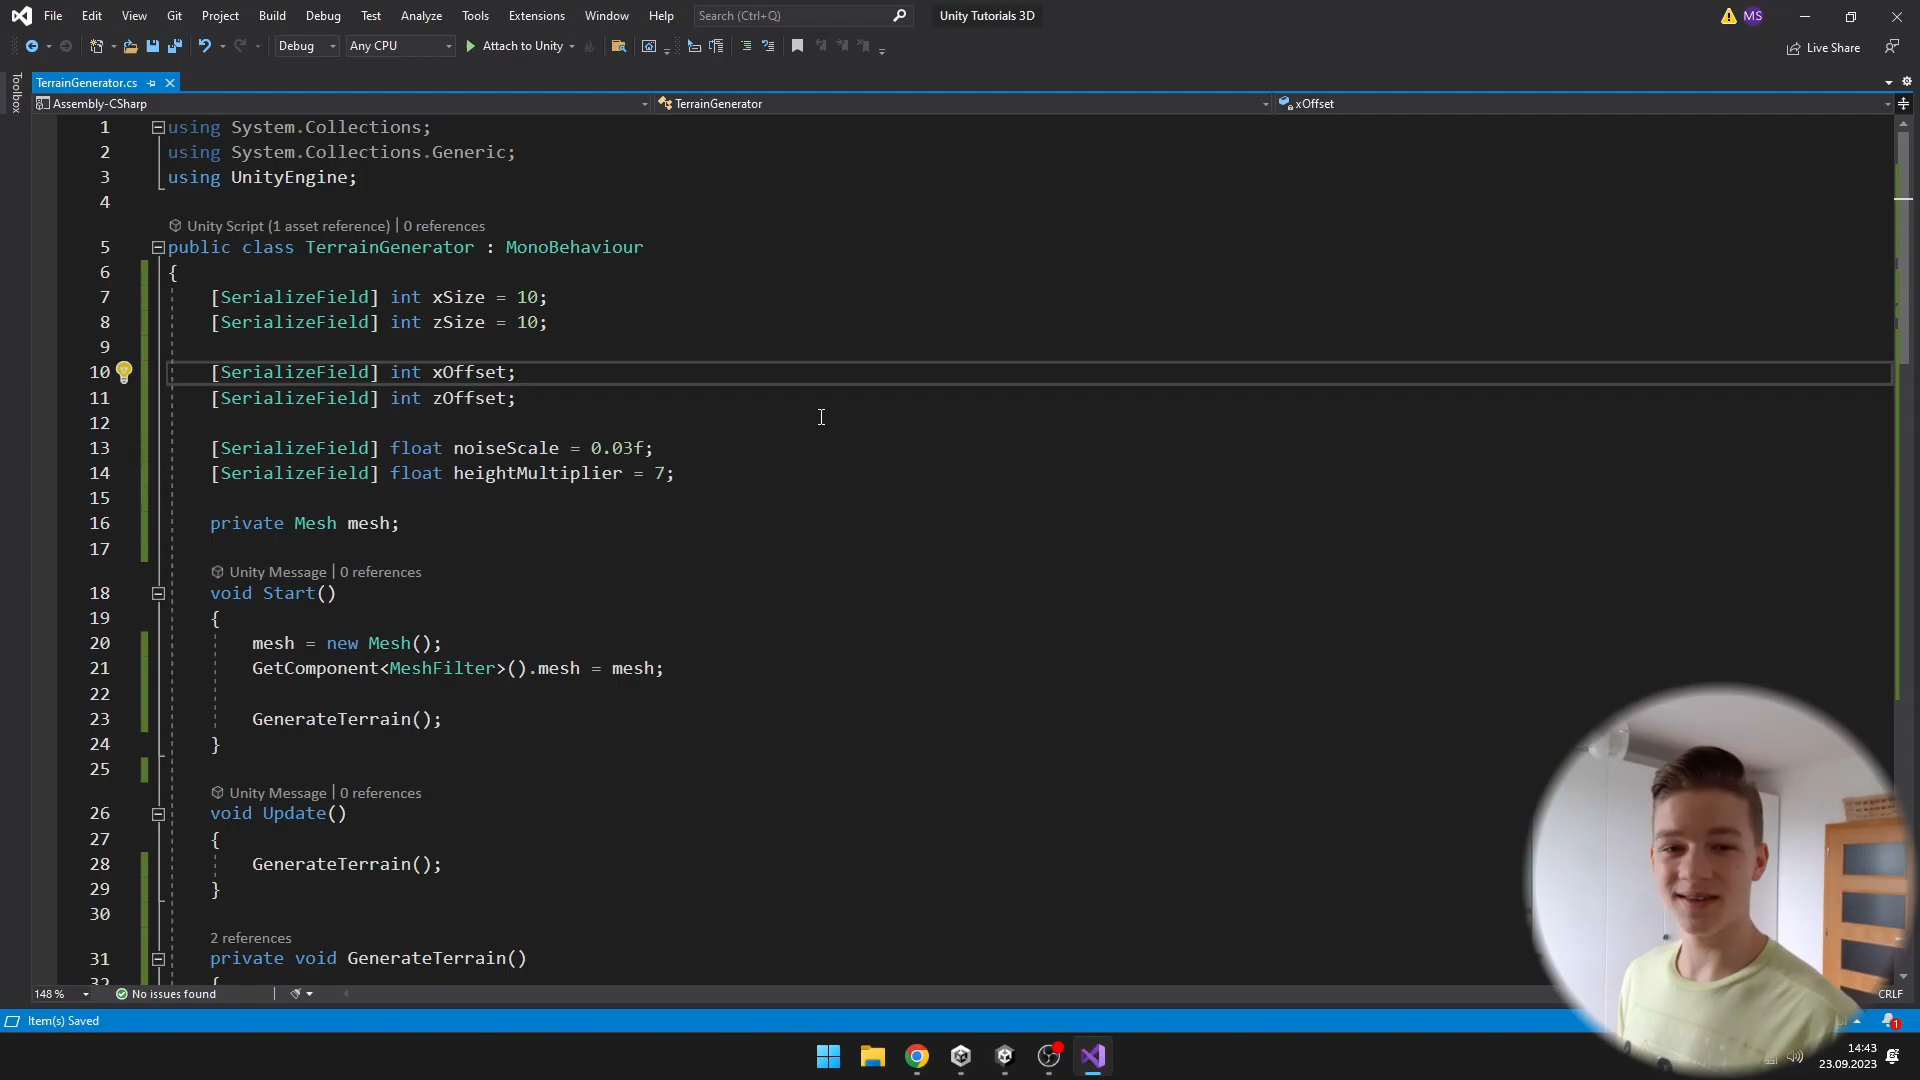 File Edit View Git Project Build Debug Test Analyze Tools Extensions Window Help Search (Ctrl+Q) Unity Tutorials 3D MS
Debug Any CPU Attach to Unity Live Share
Toolbox
TerrainGenerator.cs
Assembly-CSharp TerrainGenerator xOffset
1 using System.Collections;
2 using System.Collections.Generic;
3 using UnityEngine;
4
Unity Script (1 asset reference) | 0 references
5 public class TerrainGenerator : MonoBehaviour
6 {
7 [SerializeField] int xSize = 10;
8 [SerializeField] int zSize = 10;
9
10 [SerializeField] int xOffset;
11 [SerializeField] int zOffset;
12
13 [SerializeField] float noiseScale = 0.03f;
14 [SerializeField] float heightMultiplier = 7;
15
16 private Mesh mesh;
17
Unity Message | 0 references
18 void Start()
19 {
20 mesh = new Mesh();
21 GetComponent<MeshFilter>().mesh = mesh;
22
23 GenerateTerrain();
24 }
25
Unity Message | 0 references
26 void Update()
27 {
28 GenerateTerrain();
29 }
30
2 references
31 private void GenerateTerrain()
32 {
148 % No issues found CRLF
Item(s) Saved 1
14:43
23.09.2023